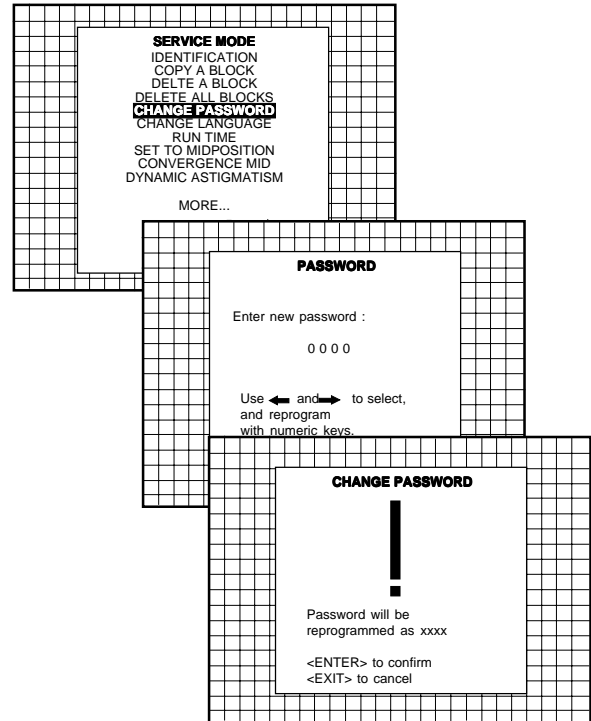 SERVICE MODE
IDENTIFICATION
COPY A BLOCK
DELTE A BLOCK
DELETE ALL BLOCKS
CHANGE PASSWORD
CHANGE LANGUAGE
RUN TIME
SET TO MIDPOSITION
CONVERGENCE MID
DYNAMIC ASTIGMATISM
MORE...
PASSWORD
Enter new password :
0 0 0 0
Use ← and → to select,
and reprogram
with numeric keys.
CHANGE PASSWORD
!
Password will be
reprogrammed as xxxx
<ENTER> to confirm
<EXIT> to cancel